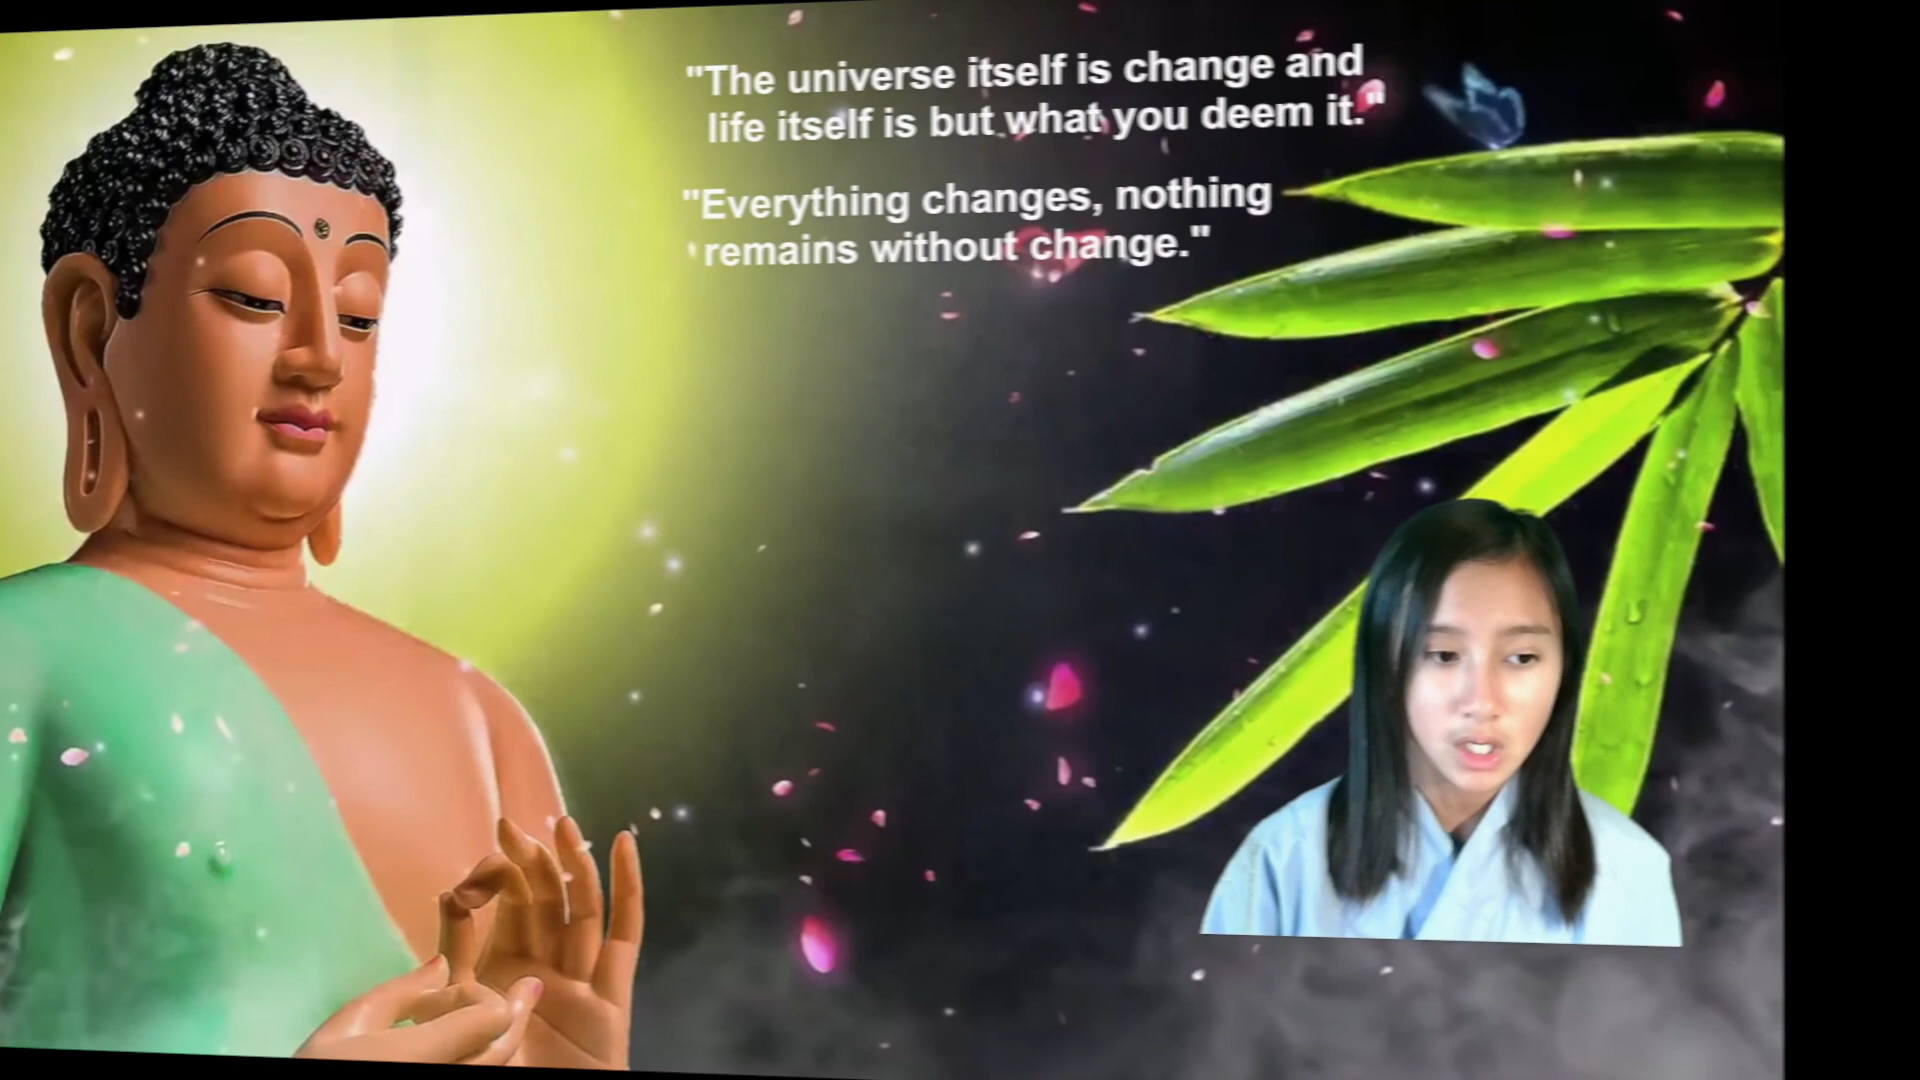 "The universe itself is change and
life itself is but what you deem it."
"Everything changes, nothing
remains without change."